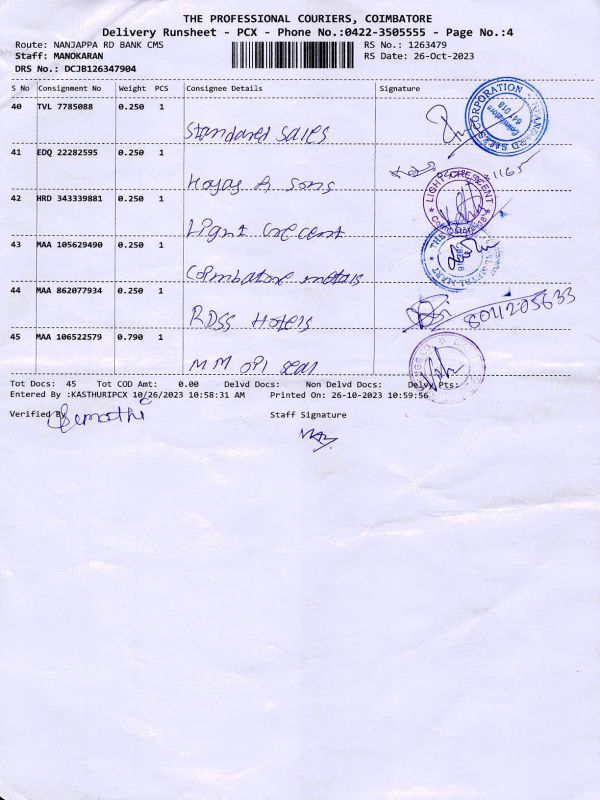 THE PROFESSIONAL COURIERS, COIMBATORE
Delivery Runsheet - PCX - Phone No.:0422-3505555 - Page No.:4
Route: NANJAPPA RD BANK CMS RS No.: 1263479
Staff: MANOKARAN RS Date: 26-Oct-2023
DRS No.: DCJB126347904
S No Consignment No Weight PCS Consignee Details Signature
40 TVL 7785088 0.250 1
Standared sales
41 EDQ 22282595 0.250 1
& sons
42 HRD 343339881 0.250 1
LIGHT CRESCENT
Light crecent
43 MAA 105629490 0.250 1
Coimbatore metals
44 MAA 862077934 0.250 1
RDSS Hotels
45 MAA 106522579 0.790 1
MM
Tot Docs: 45 Tot COD Amt: 0.00 Delvd Docs: Non Delvd Docs: Delvy Pts:
Entered By :KASTHURIPCX 10/26/2023 10:58:31 AM Printed On: 26-10-2023 10:59:56
Verified By Staff Signature